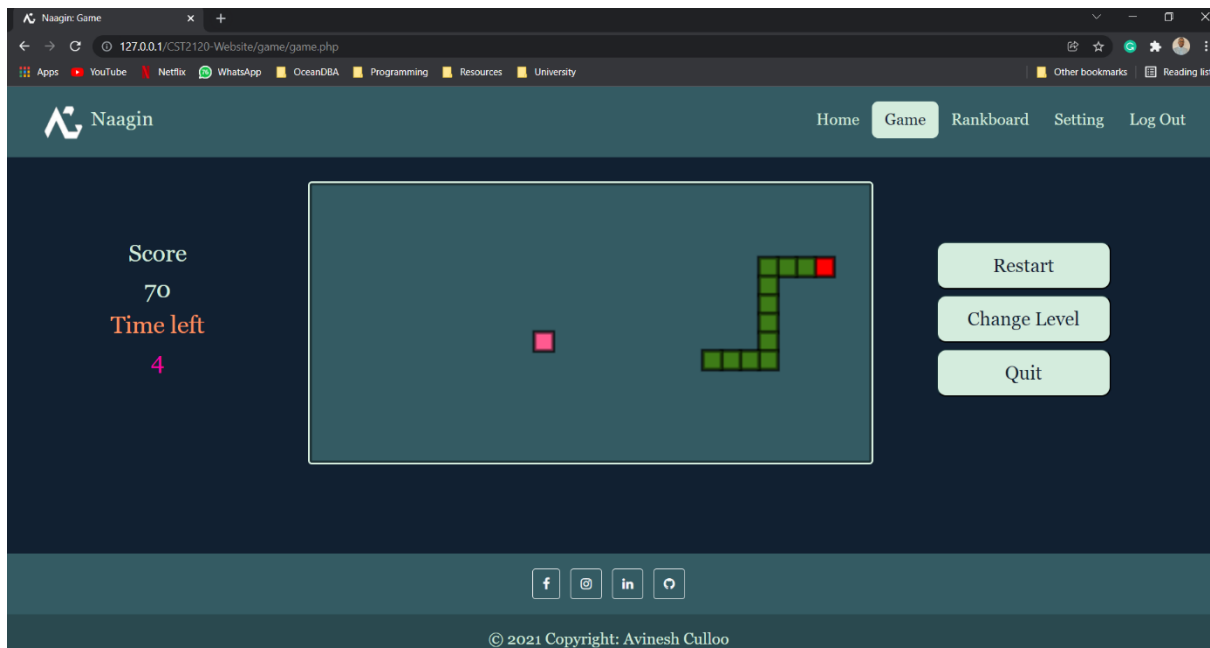 Naagin: Game
127.0.0.1/CST2120-Website/game/game.php
Apps YouTube Netflix WhatsApp OceanDBA Programming Resources University Other bookmarks Reading list
Naagin Home Game Rankboard Setting Log Out
Score
70
Time left
4
Restart
Change Level
Quit
© 2021 Copyright: Avinesh Culloo